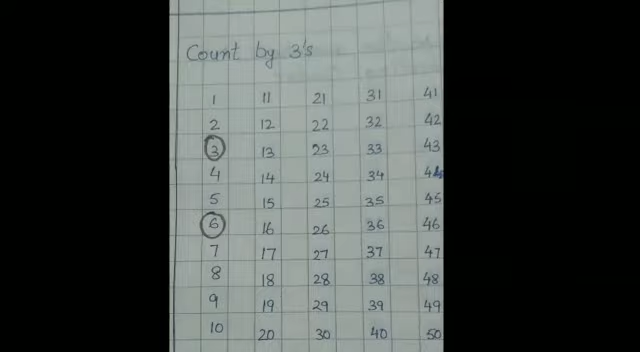 Count by 3's
1 11 21 31 41
2 12 22 32 42
3 13 23 33 43
4 14 24 34 44
5 15 25 35 45
6 16 26 36 46
7 17 27 37 47
8 18 28 38 48
9 19 29 39 49
10 20 30 40 50